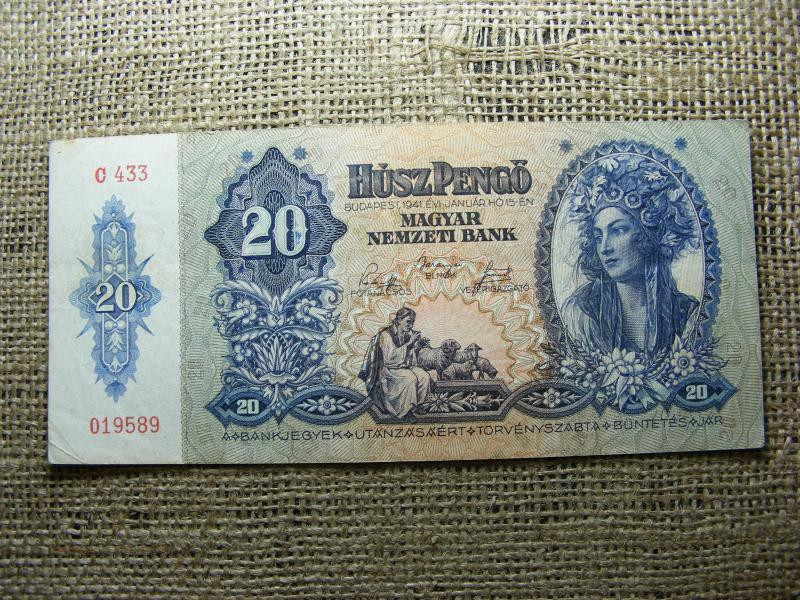 C 433
20
019589
20
HÚSZ PENGŐ
BUDAPEST, 1941. ÉVI JANUÁR HÓ 15-ÉN
MAGYAR
NEMZETI BANK
ELNÖK
FŐTANÁCSOS
VEZÉRIGAZGATÓ
20
20
A BANKJEGYEK UTÁNZÁSÁÉRT TÖRVÉNYSZABTA BÜNTETÉS JÁR